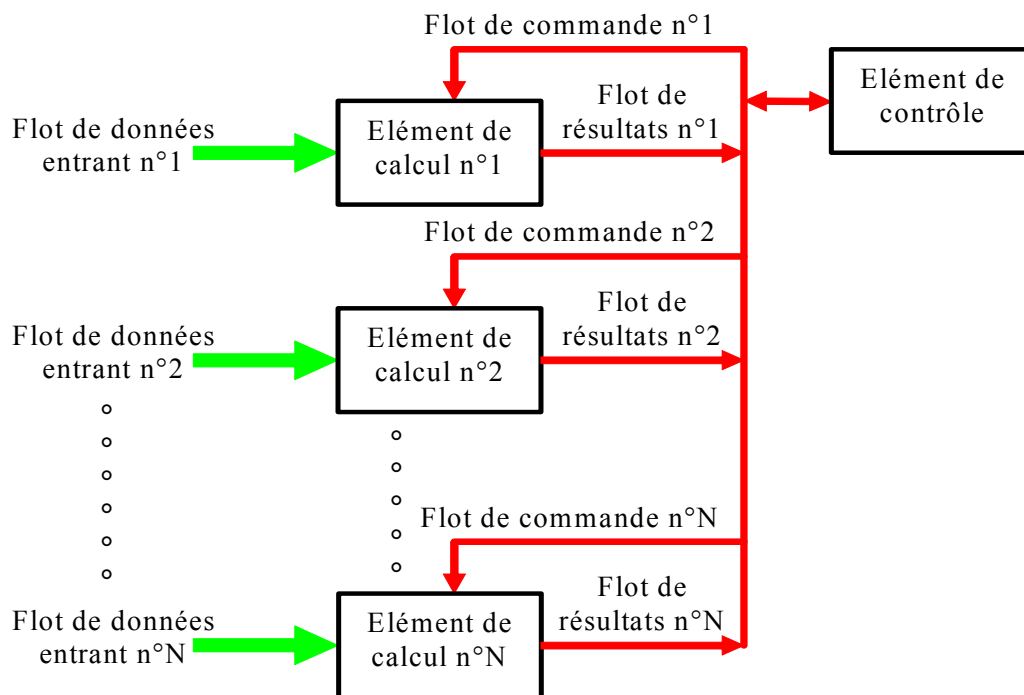 Flot de commande n°1
Elément de
contrôle
Flot de données
entrant n°1
Elément de
calcul n°1
Flot de
résultats n°1
Flot de commande n°2
Flot de données
entrant n°2
Elément de
calcul n°2
Flot de
résultats n°2
Flot de commande n°N
Flot de données
entrant n°N
Elément de
calcul n°N
Flot de
résultats n°N